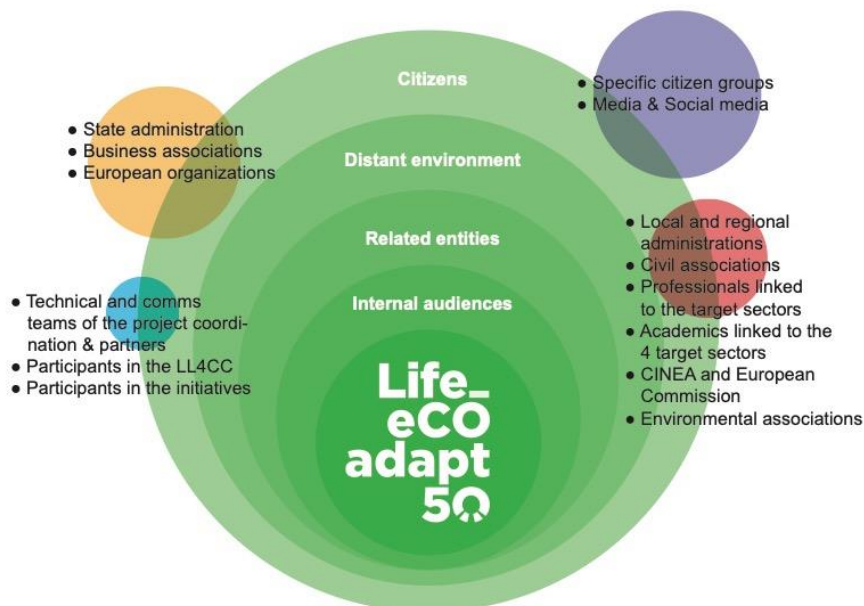 Citizens
● Specific citizen groups
● Media & Social media
● State administration
● Business associations
● European organizations
Distant environment
Related entities
● Local and regional
administrations
● Civil associations
● Professionals linked
to the target sectors
● Academics linked to the
4 target sectors
● CINEA and European
Commission
● Environmental associations
Internal audiences
● Technical and comms
teams of the project coordi-
nation & partners
● Participants in the LL4CC
● Participants in the initiatives
Life_
eCO
adapt
50